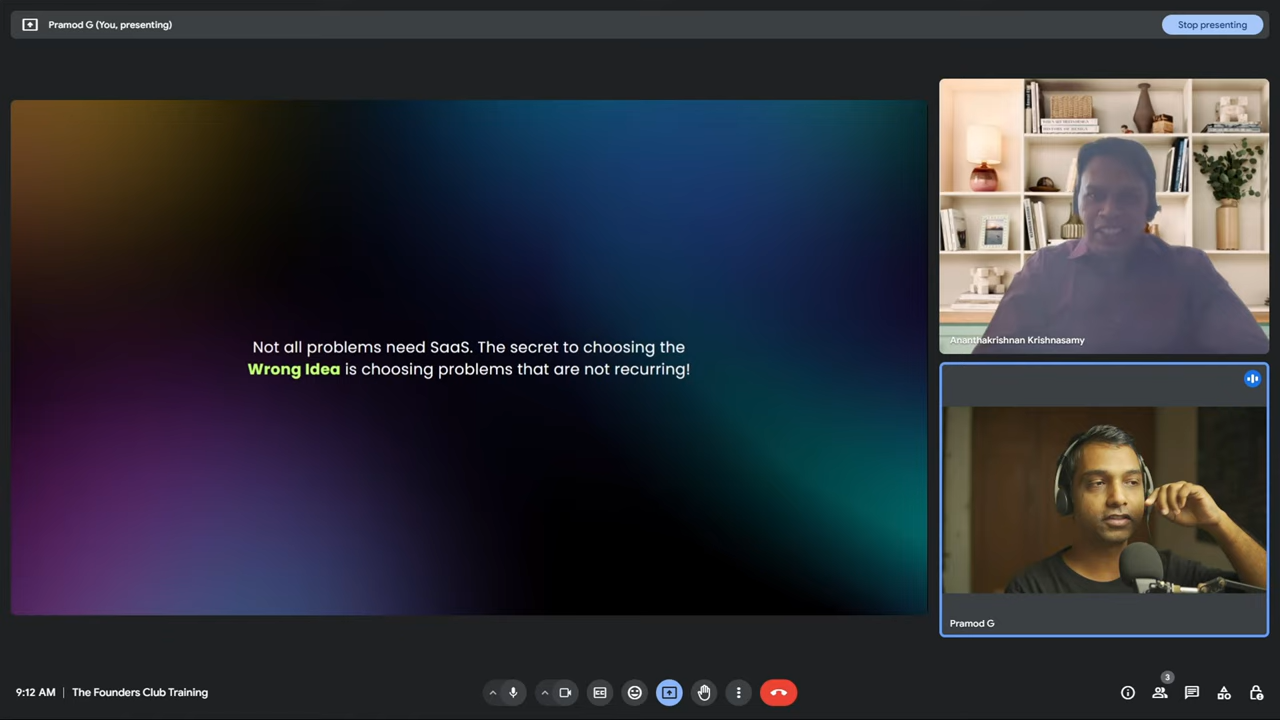 Pramod G (You, presenting)
Stop presenting
Not all problems need SaaS. The secret to choosing the
Wrong Idea is choosing problems that are not recurring!
Ananthakrishnan Krishnasamy
Pramod G
9:12 AM | The Founders Club Training
3